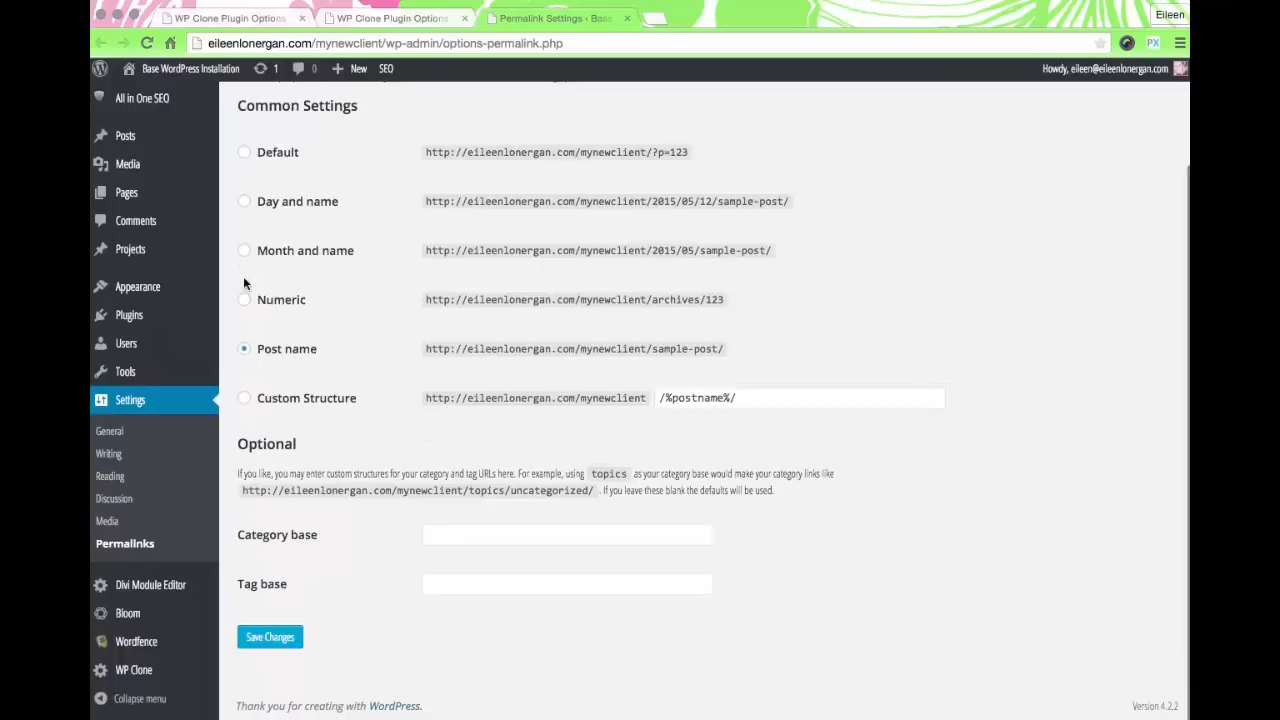 WP Clone Plugin Options
WP Clone Plugin Options
Permalink Settings ‹ Base
Eileen
eileenlonergan.com/mynewclient/wp-admin/options-permalink.php
PX
Base WordPress Installation 1 0 New SEO
Howdy, eileen@eileenlonergan.com
All in One SEO
Posts
Media
Pages
Comments
Projects
Appearance
Plugins
Users
Tools
Settings
General
Writing
Reading
Discussion
Media
Permalinks
Divi Module Editor
Bloom
Wordfence
WP Clone
Collapse menu
Common Settings
Default http://eileenlonergan.com/mynewclient/?p=123
Day and name http://eileenlonergan.com/mynewclient/2015/05/12/sample-post/
Month and name http://eileenlonergan.com/mynewclient/2015/05/sample-post/
Numeric http://eileenlonergan.com/mynewclient/archives/123
Post name http://eileenlonergan.com/mynewclient/sample-post/
Custom Structure http://eileenlonergan.com/mynewclient /%postname%/
Optional
If you like, you may enter custom structures for your category and tag URLs here. For example, using topics as your category base would make your category links like
http://eileenlonergan.com/mynewclient/topics/uncategorized/ . If you leave these blank the defaults will be used.
Category base
Tag base
Save Changes
Thank you for creating with WordPress.
Version 4.2.2